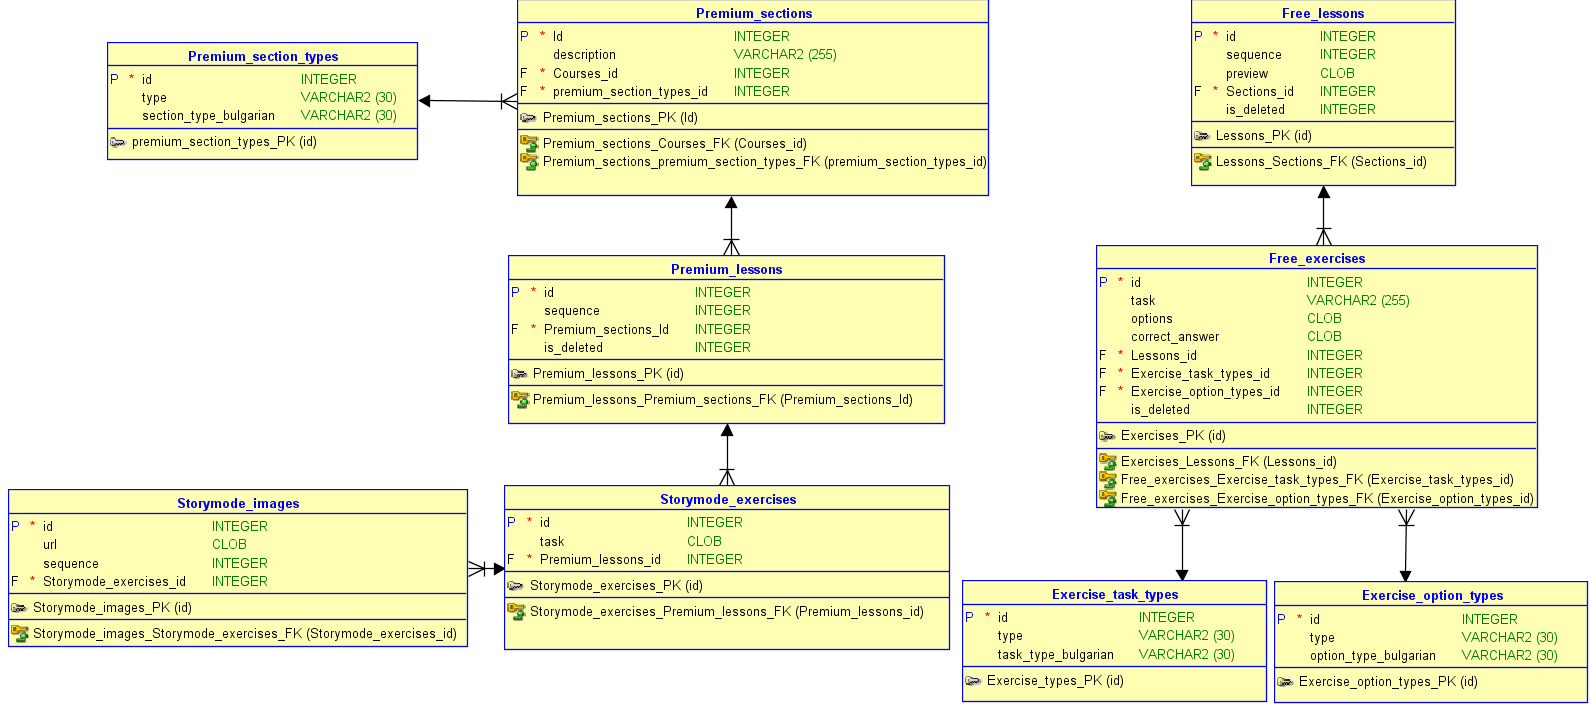 Premium_section_types
P * id INTEGER
type VARCHAR2 (30)
section_type_bulgarian VARCHAR2 (30)
premium_section_types_PK (id)
Premium_sections
P * Id INTEGER
description VARCHAR2 (255)
F * Courses_id INTEGER
F * premium_section_types_id INTEGER
Premium_sections_PK (Id)
Premium_sections_Courses_FK (Courses_id)
Premium_sections_premium_section_types_FK (premium_section_types_id)
Free_lessons
P * id INTEGER
sequence INTEGER
preview CLOB
F * Sections_id INTEGER
is_deleted INTEGER
Lessons_PK (id)
Lessons_Sections_FK (Sections_id)
Premium_lessons
P * id INTEGER
sequence INTEGER
F * Premium_sections_Id INTEGER
is_deleted INTEGER
Premium_lessons_PK (id)
Premium_lessons_Premium_sections_FK (Premium_sections_Id)
Free_exercises
P * id INTEGER
task VARCHAR2 (255)
options CLOB
correct_answer CLOB
F * Lessons_id INTEGER
F * Exercise_task_types_id INTEGER
F * Exercise_option_types_id INTEGER
is_deleted INTEGER
Exercises_PK (id)
Exercises_Lessons_FK (Lessons_id)
Free_exercises_Exercise_task_types_FK (Exercise_task_types_id)
Free_exercises_Exercise_option_types_FK (Exercise_option_types_id)
Storymode_images
P * id INTEGER
url CLOB
sequence INTEGER
F * Storymode_exercises_id INTEGER
Storymode_images_PK (id)
Storymode_images_Storymode_exercises_FK (Storymode_exercises_id)
Storymode_exercises
P * id INTEGER
task CLOB
F * Premium_lessons_id INTEGER
Storymode_exercises_PK (id)
Storymode_exercises_Premium_lessons_FK (Premium_lessons_id)
Exercise_task_types
P * id INTEGER
type VARCHAR2 (30)
task_type_bulgarian VARCHAR2 (30)
Exercise_types_PK (id)
Exercise_option_types
P * id INTEGER
type VARCHAR2 (30)
option_type_bulgarian VARCHAR2 (30)
Exercise_option_types_PK (id)